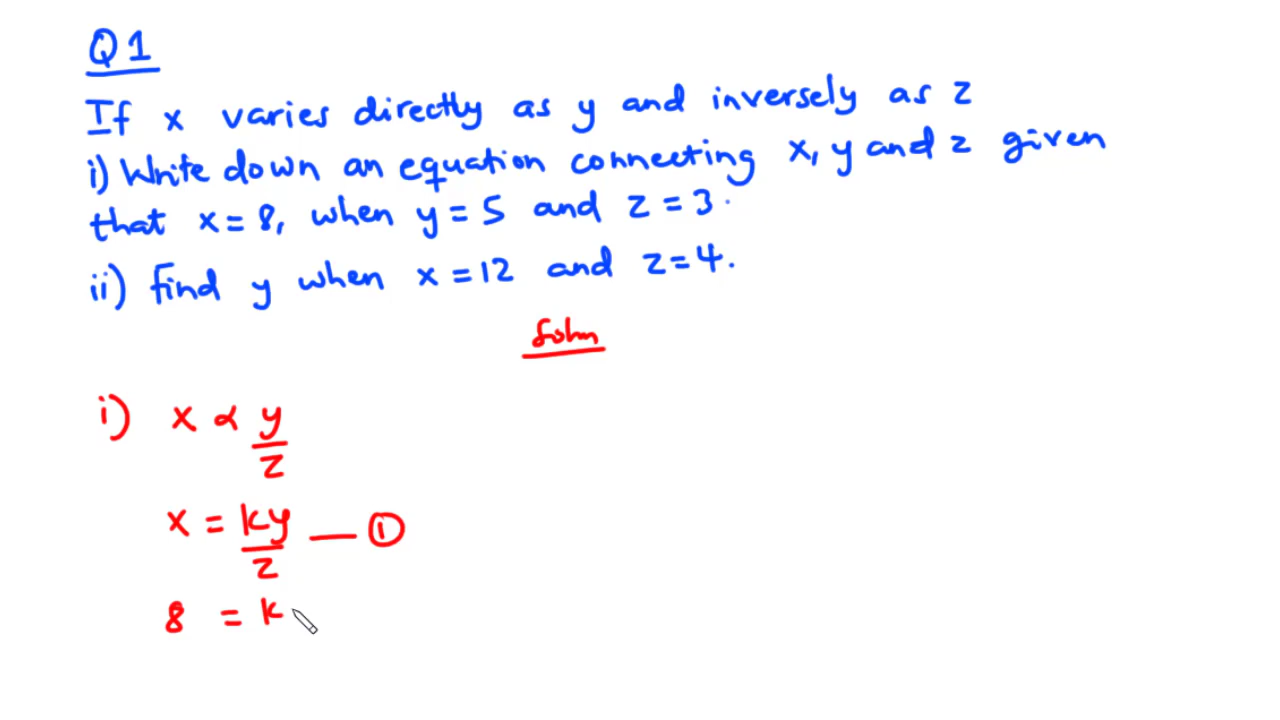 Q1
If x varies directly as y and inversely as z
i) Write down an equation connecting x, y and z given
that x = 8, when y = 5 and z = 3.
ii) find y when x = 12 and z = 4.
Soln
i) x ∝ y/z
x = ky/z — ①
8 = k